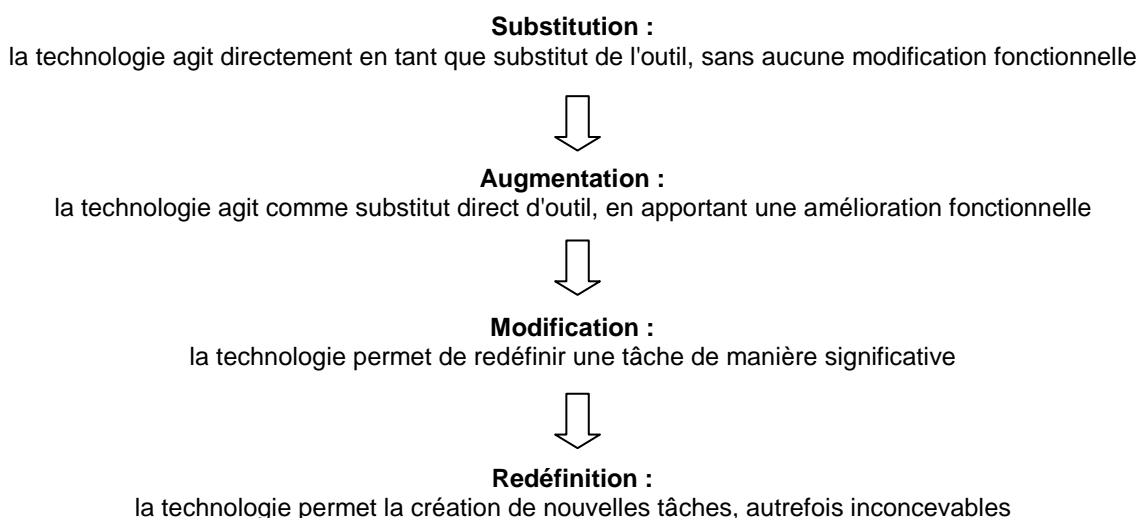 Substitution :
la technologie agit directement en tant que substitut de l'outil, sans aucune modification fonctionnelle
Augmentation :
la technologie agit comme substitut direct d'outil, en apportant une amélioration fonctionnelle
Modification :
la technologie permet de redéfinir une tâche de manière significative
Redéfinition :
la technologie permet la création de nouvelles tâches, autrefois inconcevables